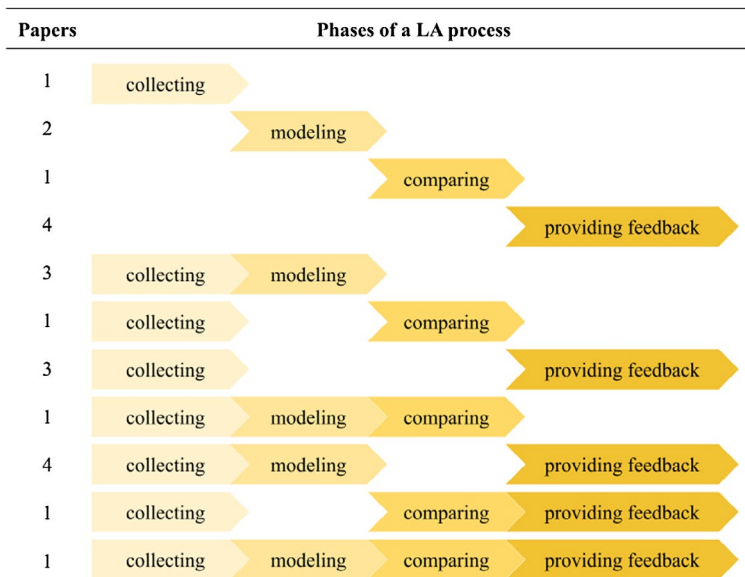 Papers Phases of a LA process
1 collecting
2 modeling
1 comparing
4 providing feedback
3 collecting modeling
1 collecting comparing
3 collecting providing feedback
1 collecting modeling comparing
4 collecting modeling providing feedback
1 collecting comparing providing feedback
1 collecting modeling comparing providing feedback